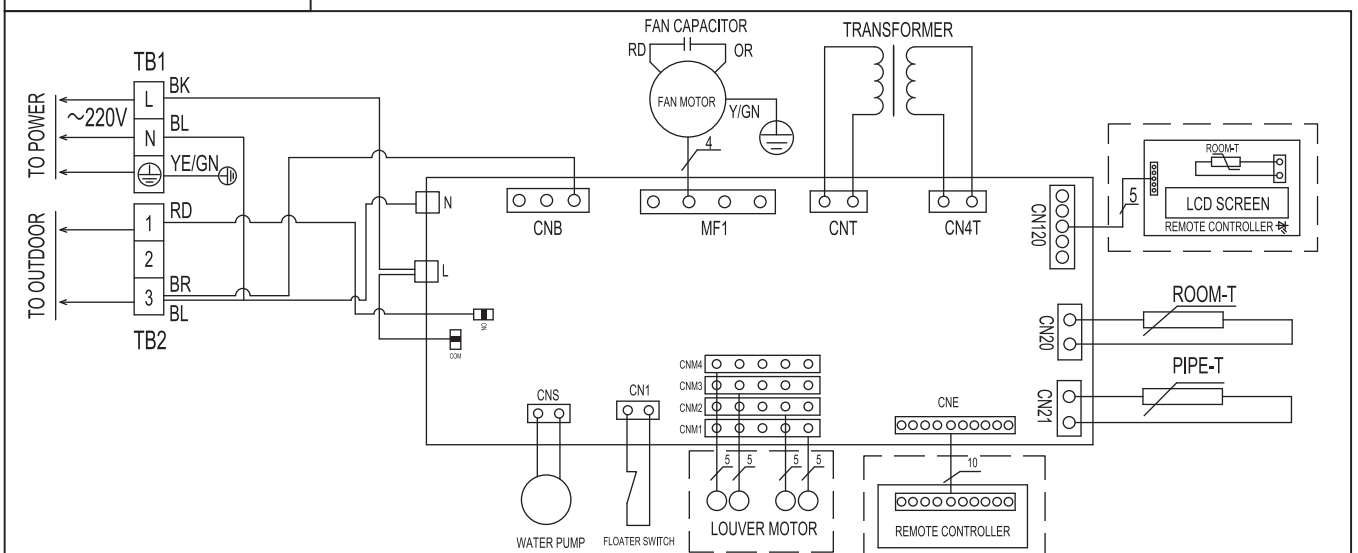 FAN CAPACITOR
RD
OR
TRANSFORMER
TB1
BK
L
TO POWER
~220V
BL
N
YE/GN
FAN MOTOR
Y/GN
4
ROOM-T
5
LCD SCREEN
REMOTE CONTROLLER
N
CNB
MF1
CNT
CN4T
CN120
RD
1
TO OUTDOOR
2
BR
3
BL
TB2
L
NO
COM
ROOM-T
CN20
PIPE-T
CN21
CNM4
CNM3
CNM2
CNM1
CNS
CN1
CNE
5
5
5
5
10
LOUVER MOTOR
REMOTE CONTROLLER
WATER PUMP
FLOATER SWITCH